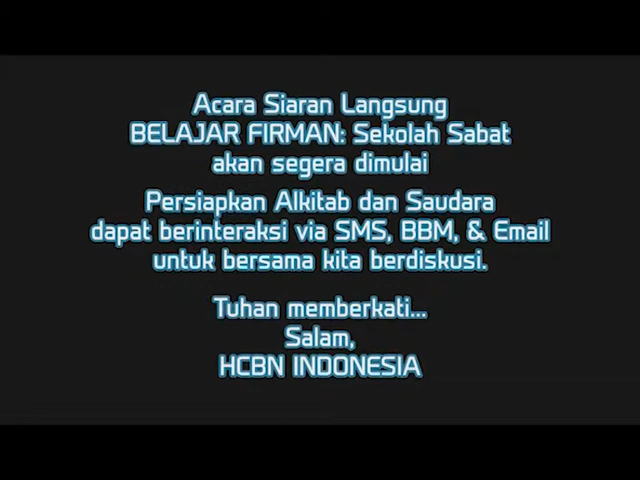 Acara Siaran Langsung
BELAJAR FIRMAN: Sekolah Sabat
akan segera dimulai
Persiapkan Alkitab dan Saudara
dapat berinteraksi via SMS, BBM, & Email
untuk bersama kita berdiskusi.
Tuhan memberkati...
Salam,
HCBN INDONESIA